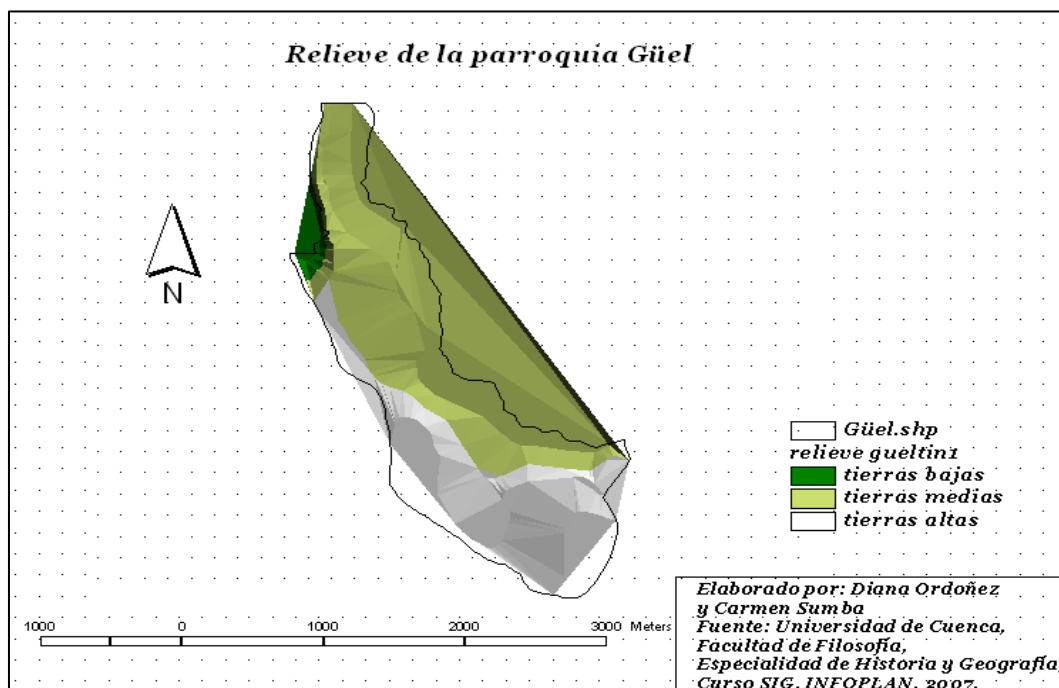 Relieve de la parroquia Güel
N
Güel.shp
relieve gueltin1
tierras bajas
tierras medias
tierras altas
1000 0 1000 2000 3000 Meters
Elaborado por: Diana Ordoñez
y Carmen Sumba
Fuente: Universidad de Cuenca,
Facultad de Filosofía,
Especialidad de Historia y Geografía,
Curso SIG. INFOPLAN. 2007.